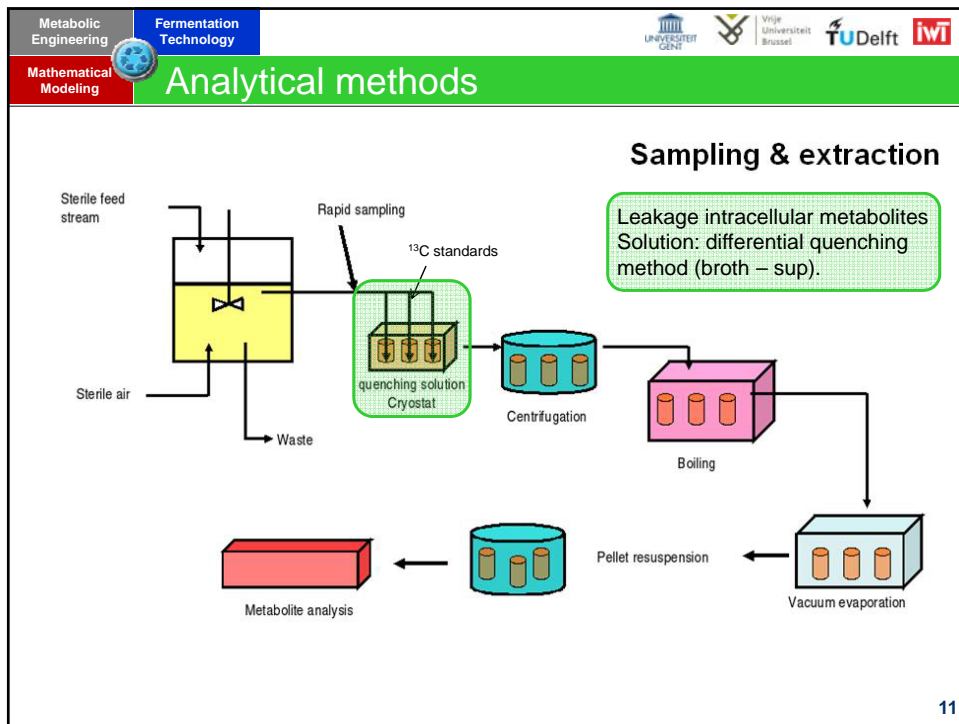 Metabolic
Engineering
Fermentation
Technology
Mathematical
Modeling
UNIVERSITEIT
GENT
Vrije
Universiteit
Brussel
TUDelft
iwt
Analytical methods
Sampling & extraction
Sterile feed
stream
Rapid sampling
¹³C standards
Leakage intracellular metabolites
Solution: differential quenching
method (broth – sup).
quenching solution
Cryostat
Sterile air
Waste
Centrifugation
Boiling
Pellet resuspension
Vacuum evaporation
Metabolite analysis
11